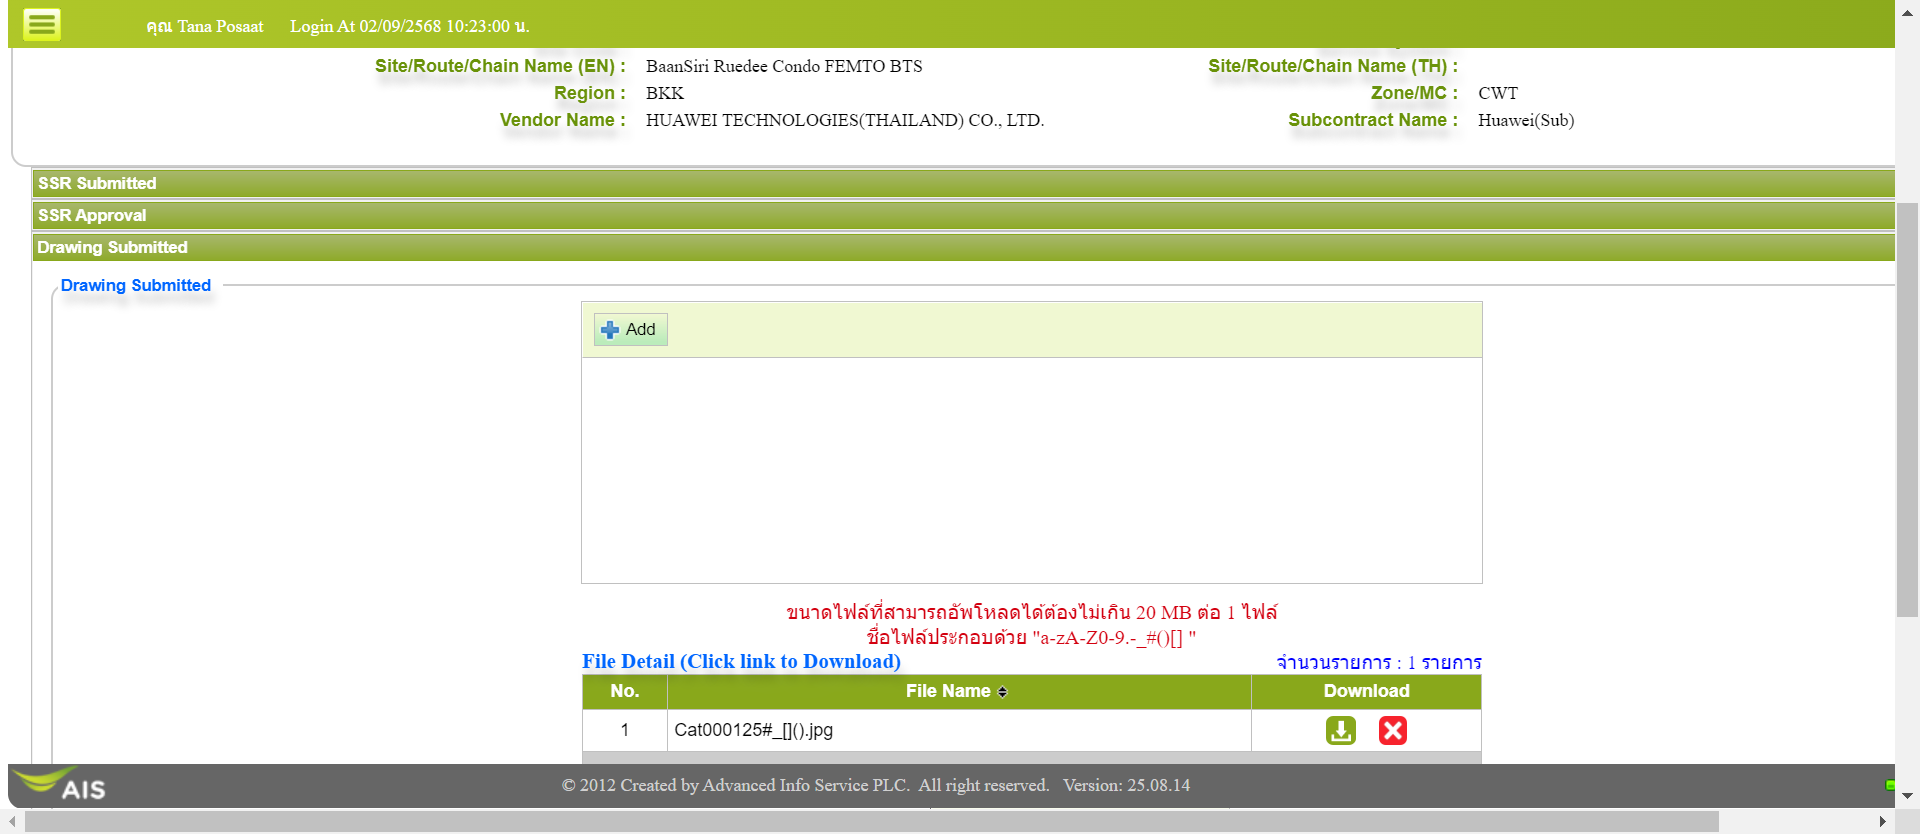 คุณ Tana Posaat Login At 02/09/2568 10:23:00 น.
Site/Route/Chain Name (EN) : BaanSiri Ruedee Condo FEMTO BTS Site/Route/Chain Name (TH) :
Region : BKK Zone/MC : CWT
Vendor Name : HUAWEI TECHNOLOGIES(THAILAND) CO., LTD. Subcontract Name : Huawei(Sub)
SSR Submitted
SSR Approval
Drawing Submitted
Drawing Submitted
Add
ขนาดไฟล์ที่สามารถอัพโหลดได้ต้องไม่เกิน 20 MB ต่อ 1 ไฟล์
ชื่อไฟล์ประกอบด้วย "a-zA-Z0-9.-_#()[] "
File Detail (Click link to Download) จำนวนรายการ : 1 รายการ
No. File Name Download
1 Cat000125#_[]().jpg
AIS © 2012 Created by Advanced Info Service PLC. All right reserved. Version: 25.08.14